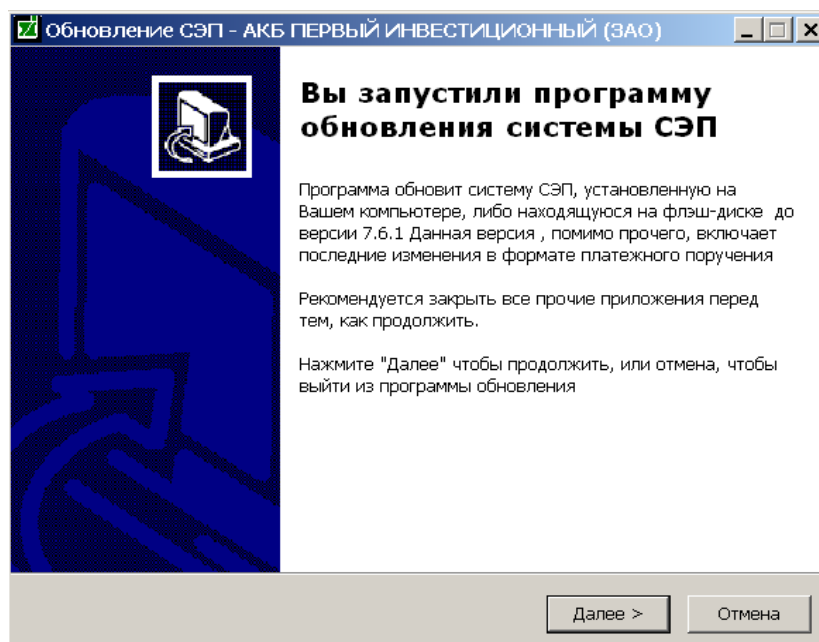 Обновление СЭП - АКБ ПЕРВЫЙ ИНВЕСТИЦИОННЫЙ (ЗАО)
Вы запустили программу
обновления системы СЭП
Программа обновит систему СЭП, установленную на
Вашем компьютере, либо находящуюся на флэш-диске до
версии 7.6.1 Данная версия , помимо прочего, включает
последние изменения в формате платежного поручения
Рекомендуется закрыть все прочие приложения перед
тем, как продолжить.
Нажмите "Далее" чтобы продолжить, или отмена, чтобы
выйти из программы обновления
Далее >
Отмена